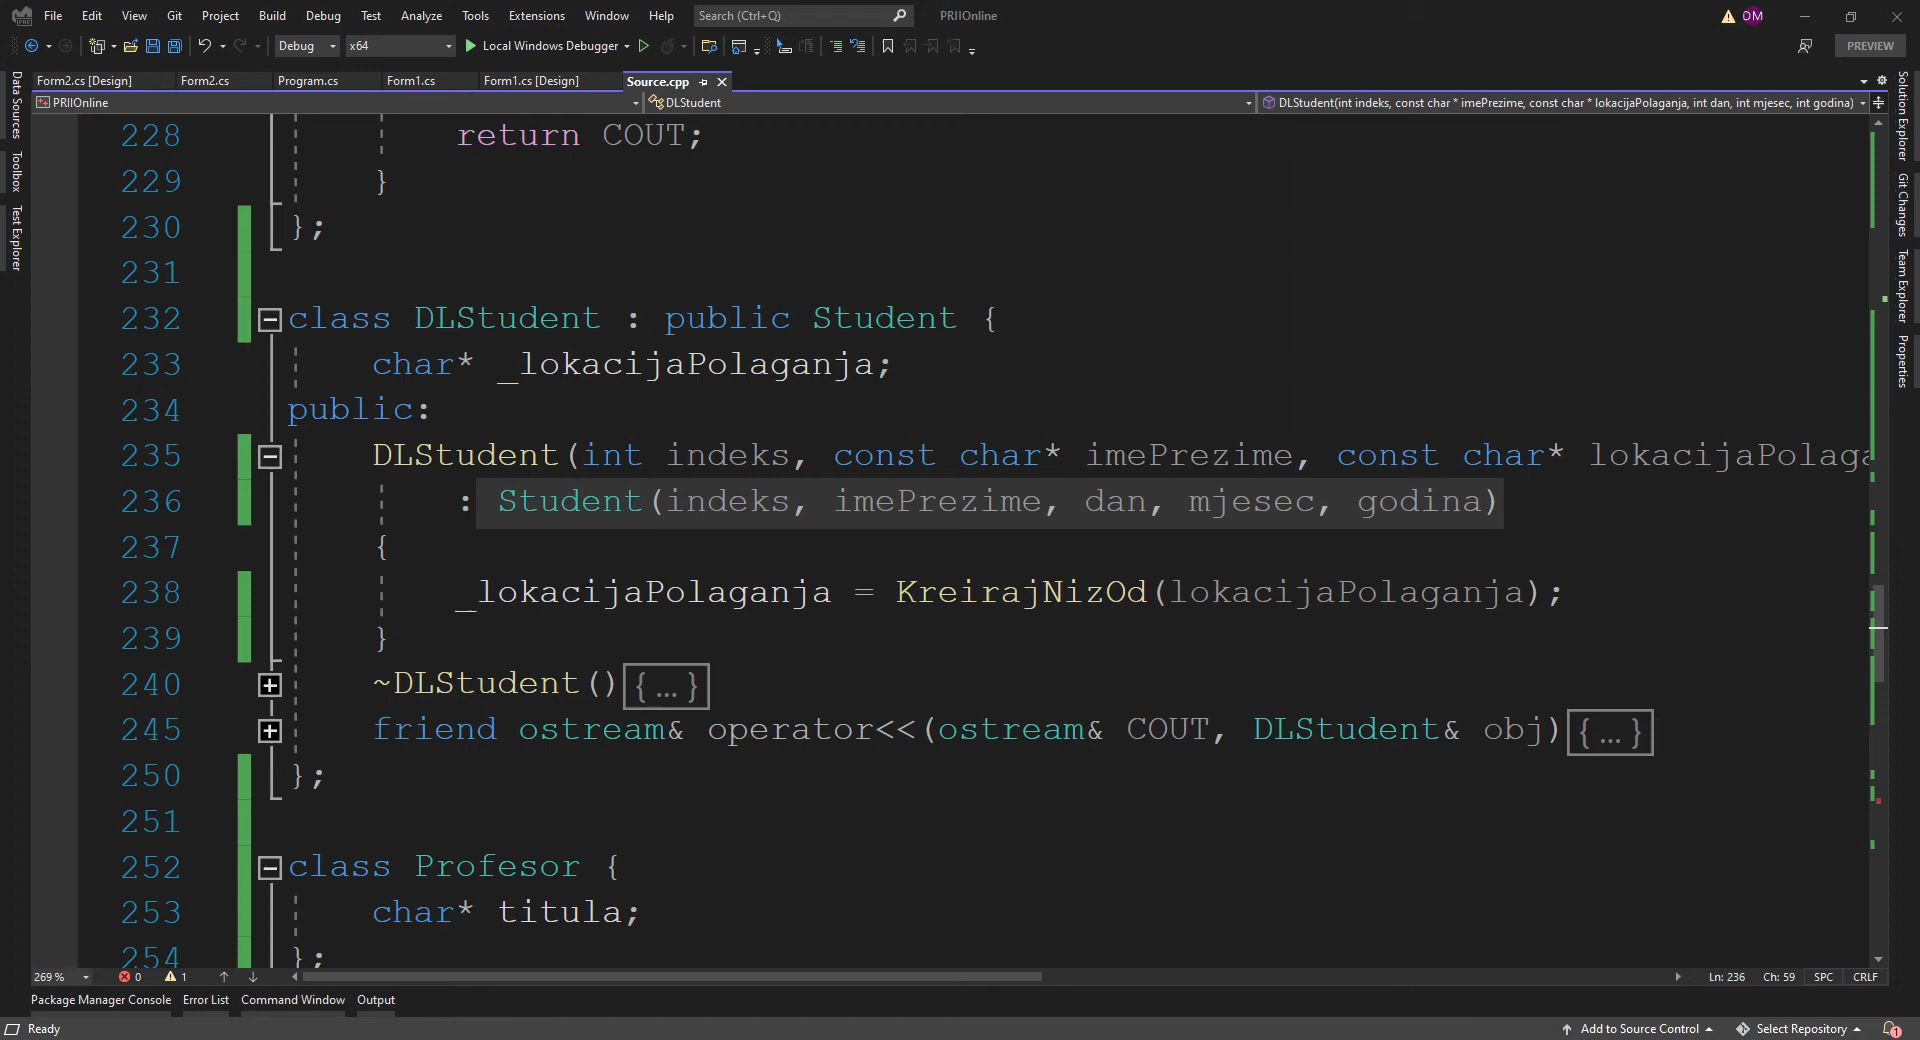 File Edit View Git Project Build Debug Test Analyze Tools Extensions Window Help Search (Ctrl+Q) PRIIOnline DM
Debug x64 Local Windows Debugger PREVIEW
Form2.cs [Design] Form2.cs Program.cs Form1.cs Form1.cs [Design] Source.cpp
PRIIOnline DLStudent DLStudent(int indeks, const char * imePrezime, const char * lokacijaPolaganja, int dan, int mjesec, int godina)
Data Sources
Toolbox
Test Explorer
228 return COUT;
229 }
230 };
231
232 class DLStudent : public Student {
233 char* _lokacijaPolaganja;
234 public:
235 DLStudent(int indeks, const char* imePrezime, const char* lokacijaPolaga
236 : Student(indeks, imePrezime, dan, mjesec, godina)
237 {
238 _lokacijaPolaganja = KreirajNizOd(lokacijaPolaganja);
239 }
240 ~DLStudent(){ ... }
245 friend ostream& operator<<(ostream& COUT, DLStudent& obj){ ... }
250 };
251
252 class Profesor {
253 char* titula;
254 };
Solution Explorer
Git Changes
Team Explorer
Properties
269 % 0 1 Ln: 236 Ch: 59 SPC CRLF
Package Manager Console Error List Command Window Output
Ready Add to Source Control Select Repository 1